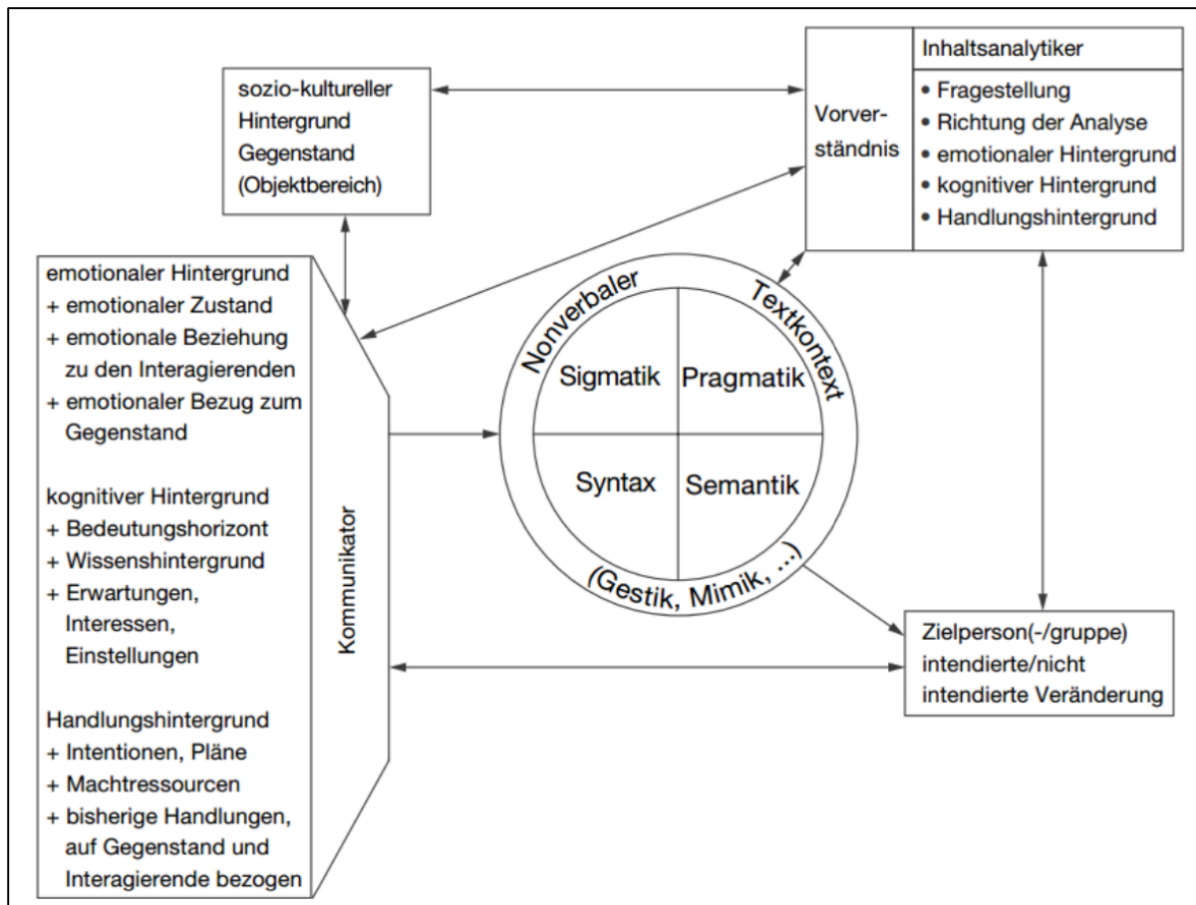 sozio-kultureller
Hintergrund
Gegenstand
(Objektbereich)
Vorver-
ständnis
Inhaltsanalytiker
• Fragestellung
• Richtung der Analyse
• emotionaler Hintergrund
• kognitiver Hintergrund
• Handlungshintergrund
emotionaler Hintergrund
+ emotionaler Zustand
+ emotionale Beziehung
zu den Interagierenden
+ emotionaler Bezug zum
Gegenstand
kognitiver Hintergrund
+ Bedeutungshorizont
+ Wissenshintergrund
+ Erwartungen,
Interessen,
Einstellungen
Handlungshintergrund
+ Intentionen, Pläne
+ Machtressourcen
+ bisherige Handlungen,
auf Gegenstand und
Interagierende bezogen
Kommunikator
Nonverbaler
Textkontext
Sigmatik
Pragmatik
Syntax
Semantik
(Gestik, Mimik, ...)
Zielperson(-/gruppe)
intendierte/nicht
intendierte Veränderung